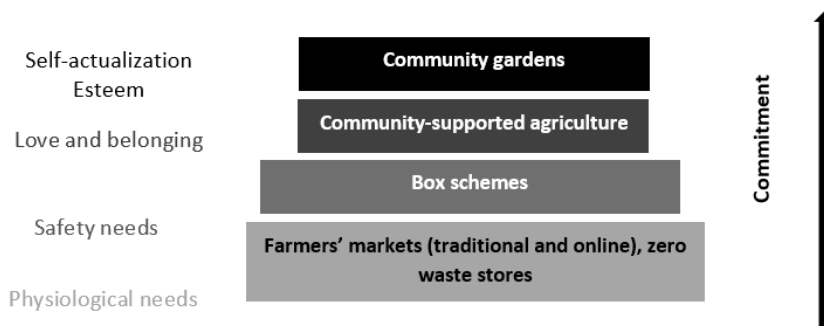 Self-actualization
Esteem
Community gardens
Love and belonging
Community-supported agriculture
Box schemes
Safety needs
Farmers' markets (traditional and online), zero
waste stores
Physiological needs
Commitment